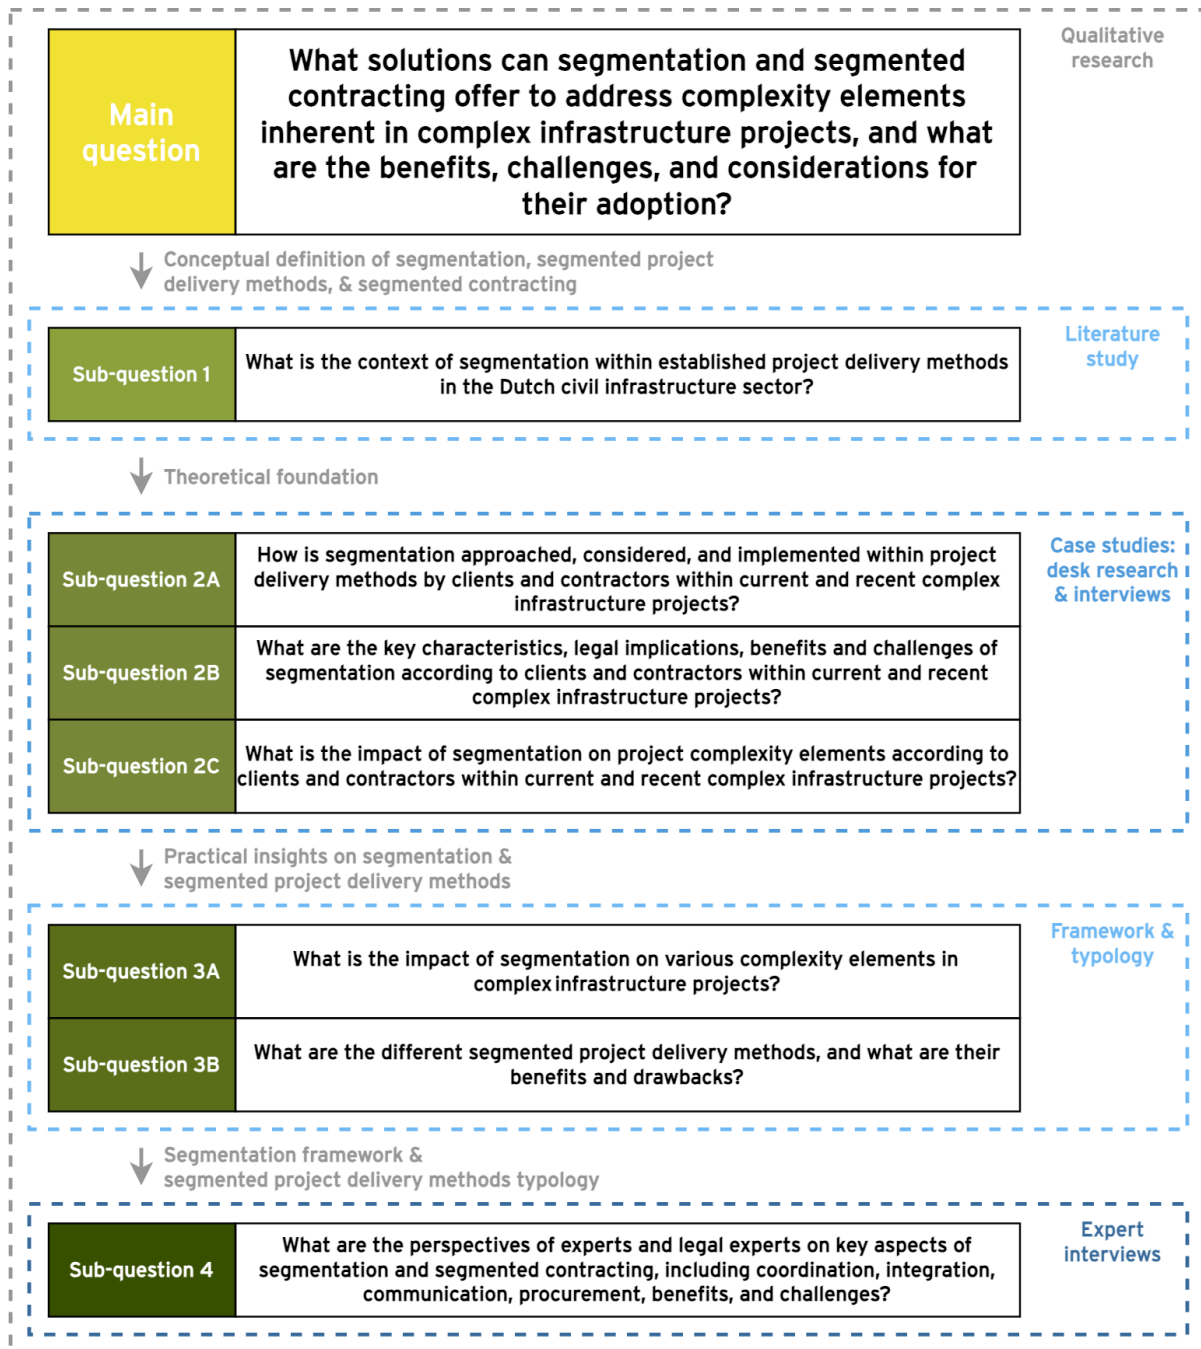 Qualitative
research
Main
question
What solutions can segmentation and segmented
contracting offer to address complexity elements
inherent in complex infrastructure projects, and what
are the benefits, challenges, and considerations for
their adoption?
Conceptual definition of segmentation, segmented project
delivery methods, & segmented contracting
Literature
study
Sub-question 1
What is the context of segmentation within established project delivery methods
in the Dutch civil infrastructure sector?
Theoretical foundation
Case studies:
desk research
& interviews
Sub-question 2A
How is segmentation approached, considered, and implemented within project
delivery methods by clients and contractors within current and recent complex
infrastructure projects?
Sub-question 2B
What are the key characteristics, legal implications, benefits and challenges of
segmentation according to clients and contractors within current and recent
complex infrastructure projects?
Sub-question 2C
What is the impact of segmentation on project complexity elements according to
clients and contractors within current and recent complex infrastructure projects?
Practical insights on segmentation &
segmented project delivery methods
Framework &
typology
Sub-question 3A
What is the impact of segmentation on various complexity elements in
complex infrastructure projects?
Sub-question 3B
What are the different segmented project delivery methods, and what are their
benefits and drawbacks?
Segmentation framework &
segmented project delivery methods typology
Expert
interviews
Sub-question 4
What are the perspectives of experts and legal experts on key aspects of
segmentation and segmented contracting, including coordination, integration,
communication, procurement, benefits, and challenges?